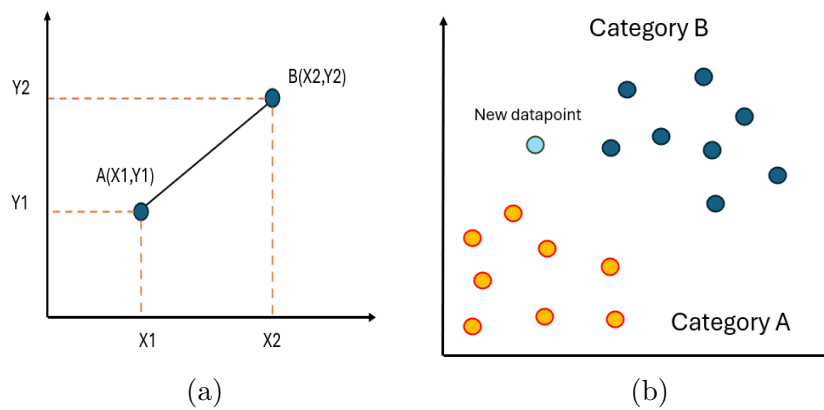 Y2
B(X2,Y2)
A(X1,Y1)
Y1
X1
X2
(a)
Category B
New datapoint
Category A
(b)